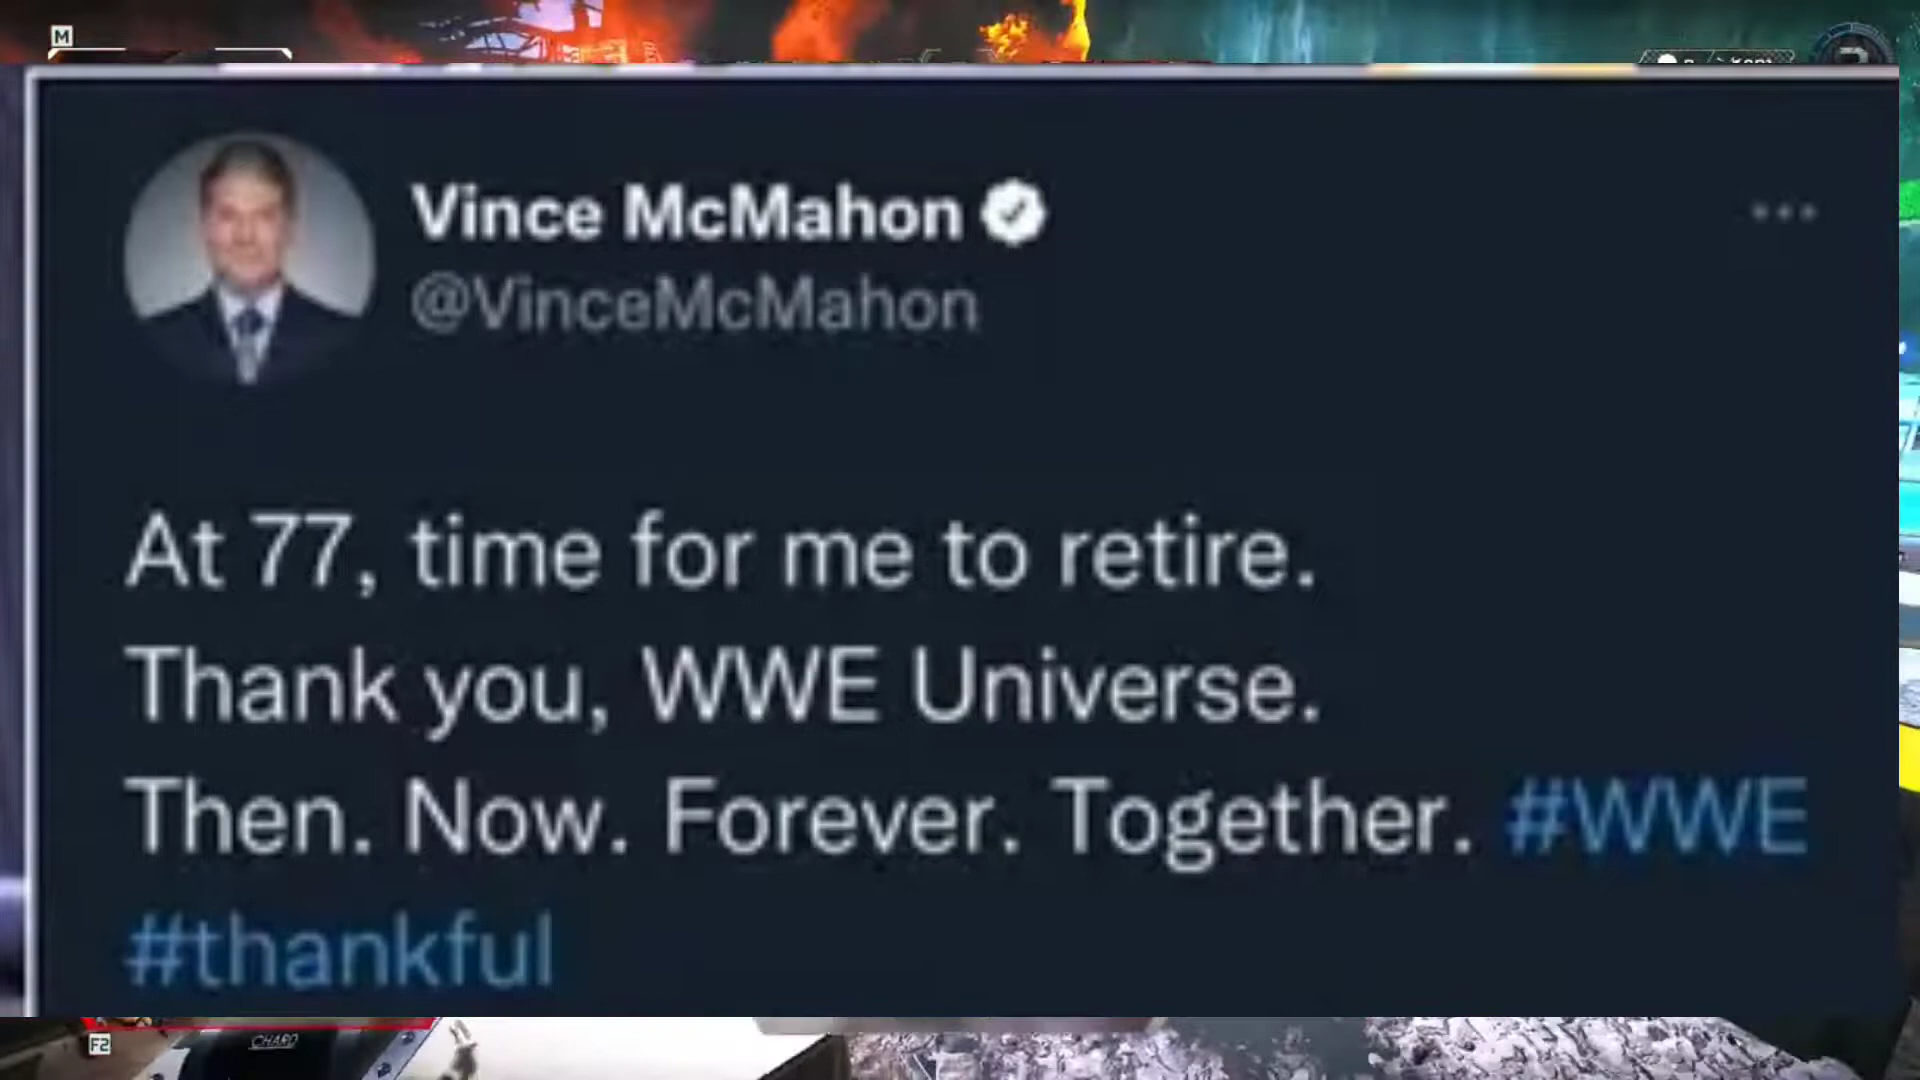 M
Vince McMahon
@VinceMcMahon
At 77, time for me to retire.
Thank you, WWE Universe.
Then. Now. Forever. Together. #WWE
#thankful
F2